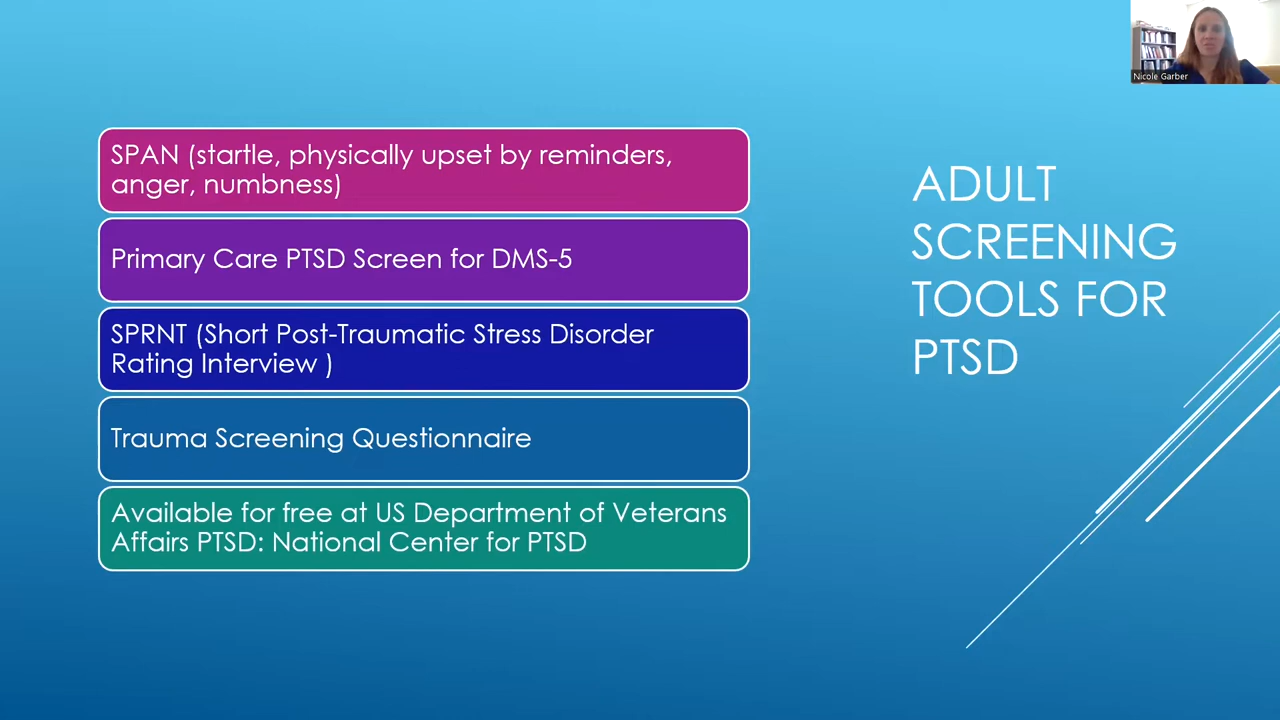 SPAN (startle, physically upset by reminders,
anger, numbness)
Primary Care PTSD Screen for DMS-5
SPRNT (Short Post-Traumatic Stress Disorder
Rating Interview )
Trauma Screening Questionnaire
Available for free at US Department of Veterans
Affairs PTSD: National Center for PTSD
ADULT
SCREENING
TOOLS FOR
PTSD
Nicole Garber